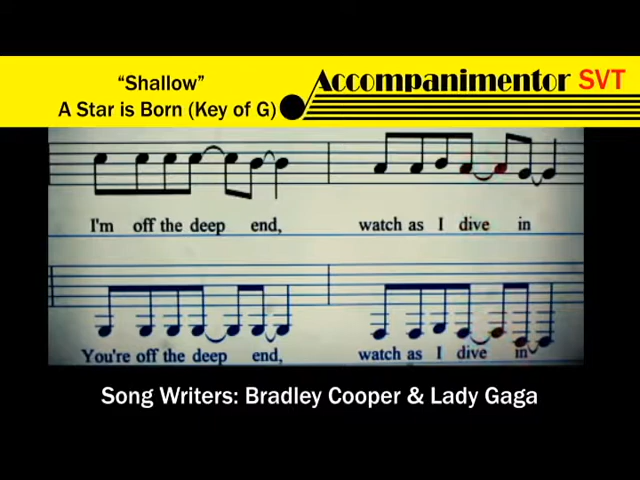 “Shallow”
A Star is Born (Key of G)
Accompanimentor SVT
I'm off the deep end, watch as I dive in
You're off the deep end, watch as I dive in
Song Writers: Bradley Cooper & Lady Gaga